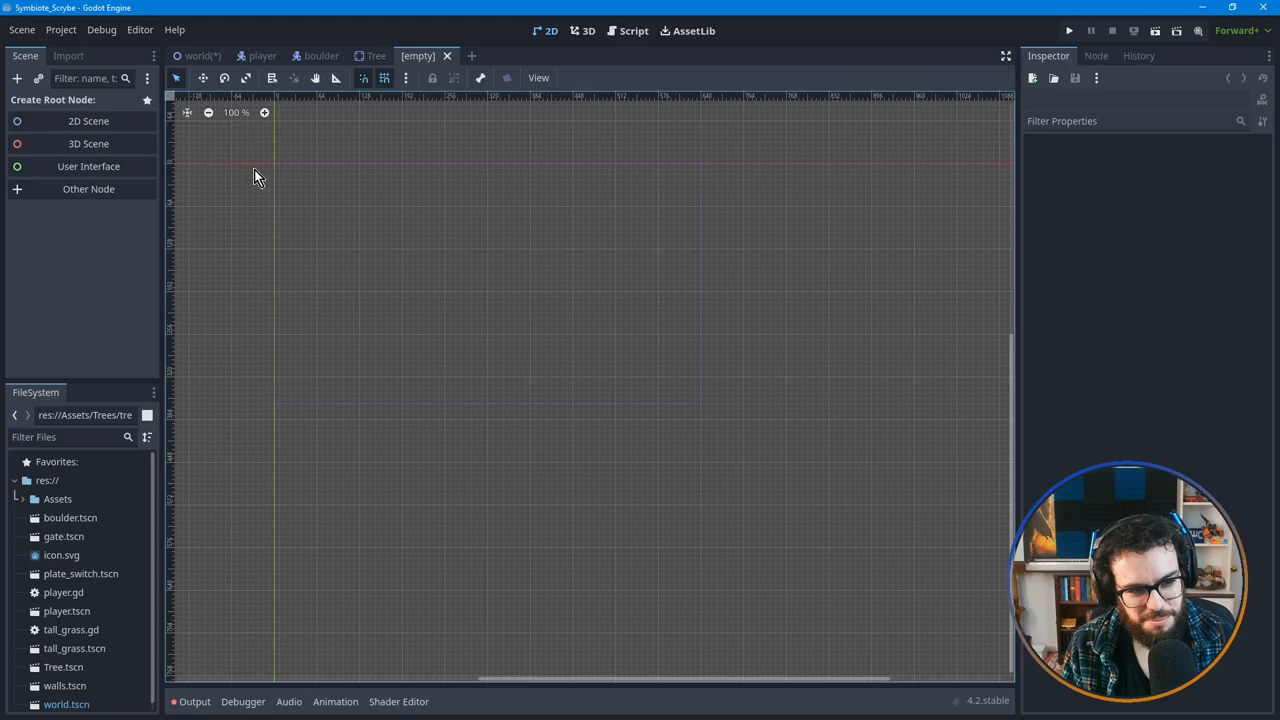 Symbiote_Scrybe - Godot Engine
Scene Project Debug Editor Help
2D 3D Script AssetLib
Forward+
Scene Import
world(*) player boulder Tree [empty]
Inspector Node History
Filter: name, t:
View
Create Root Node:
100 %
2D Scene
Filter Properties
3D Scene
User Interface
Other Node
FileSystem
res://Assets/Trees/tre
Filter Files
Favorites:
res://
Assets
boulder.tscn
gate.tscn
icon.svg
plate_switch.tscn
player.gd
player.tscn
tall_grass.gd
tall_grass.tscn
Tree.tscn
walls.tscn
world.tscn
Output Debugger Audio Animation Shader Editor
4.2.stable